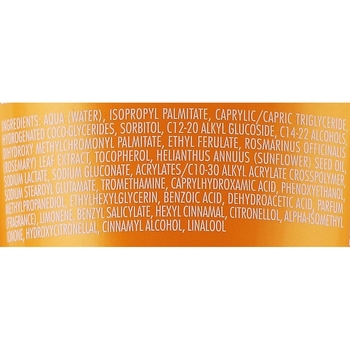 INGREDIENTS: AQUA (WATER), ISOPROPYL PALMITATE, CAPRYLIC/CAPRIC TRIGLYCERIDE
HYDROGENATED COCO-GLYCERIDES, SORBITOL, C12-20 ALKYL GLUCOSIDE, C14-22 ALCOHOLS,
DIHYDROXY METHYLCHROMONYL PALMITATE, ETHYL FERULATE, ROSMARINUS OFFICINALIS
(ROSEMARY) LEAF EXTRACT, TOCOPHEROL, HELIANTHUS ANNUUS (SUNFLOWER) SEED OIL,
SODIUM LACTATE, SODIUM GLUCONATE, ACRYLATES/C10-30 ALKYL ACRYLATE CROSSPOLYMER,
SODIUM STEAROYL GLUTAMATE, TROMETHAMINE, CAPRYLHYDROXAMIC ACID, PHENOXYETHANOL,
METHYLPROPANEDIOL, ETHYLHEXYLGLYCERIN, BENZOIC ACID, DEHYDROACETIC ACID, PARFUM
(FRAGRANCE), LIMONENE, BENZYL SALICYLATE, HEXYL CINNAMAL, CITRONELLOL, ALPHA-ISOMETHYL
IONONE, HYDROXYCITRONELLAL, CINNAMYL ALCOHOL, LINALOOL